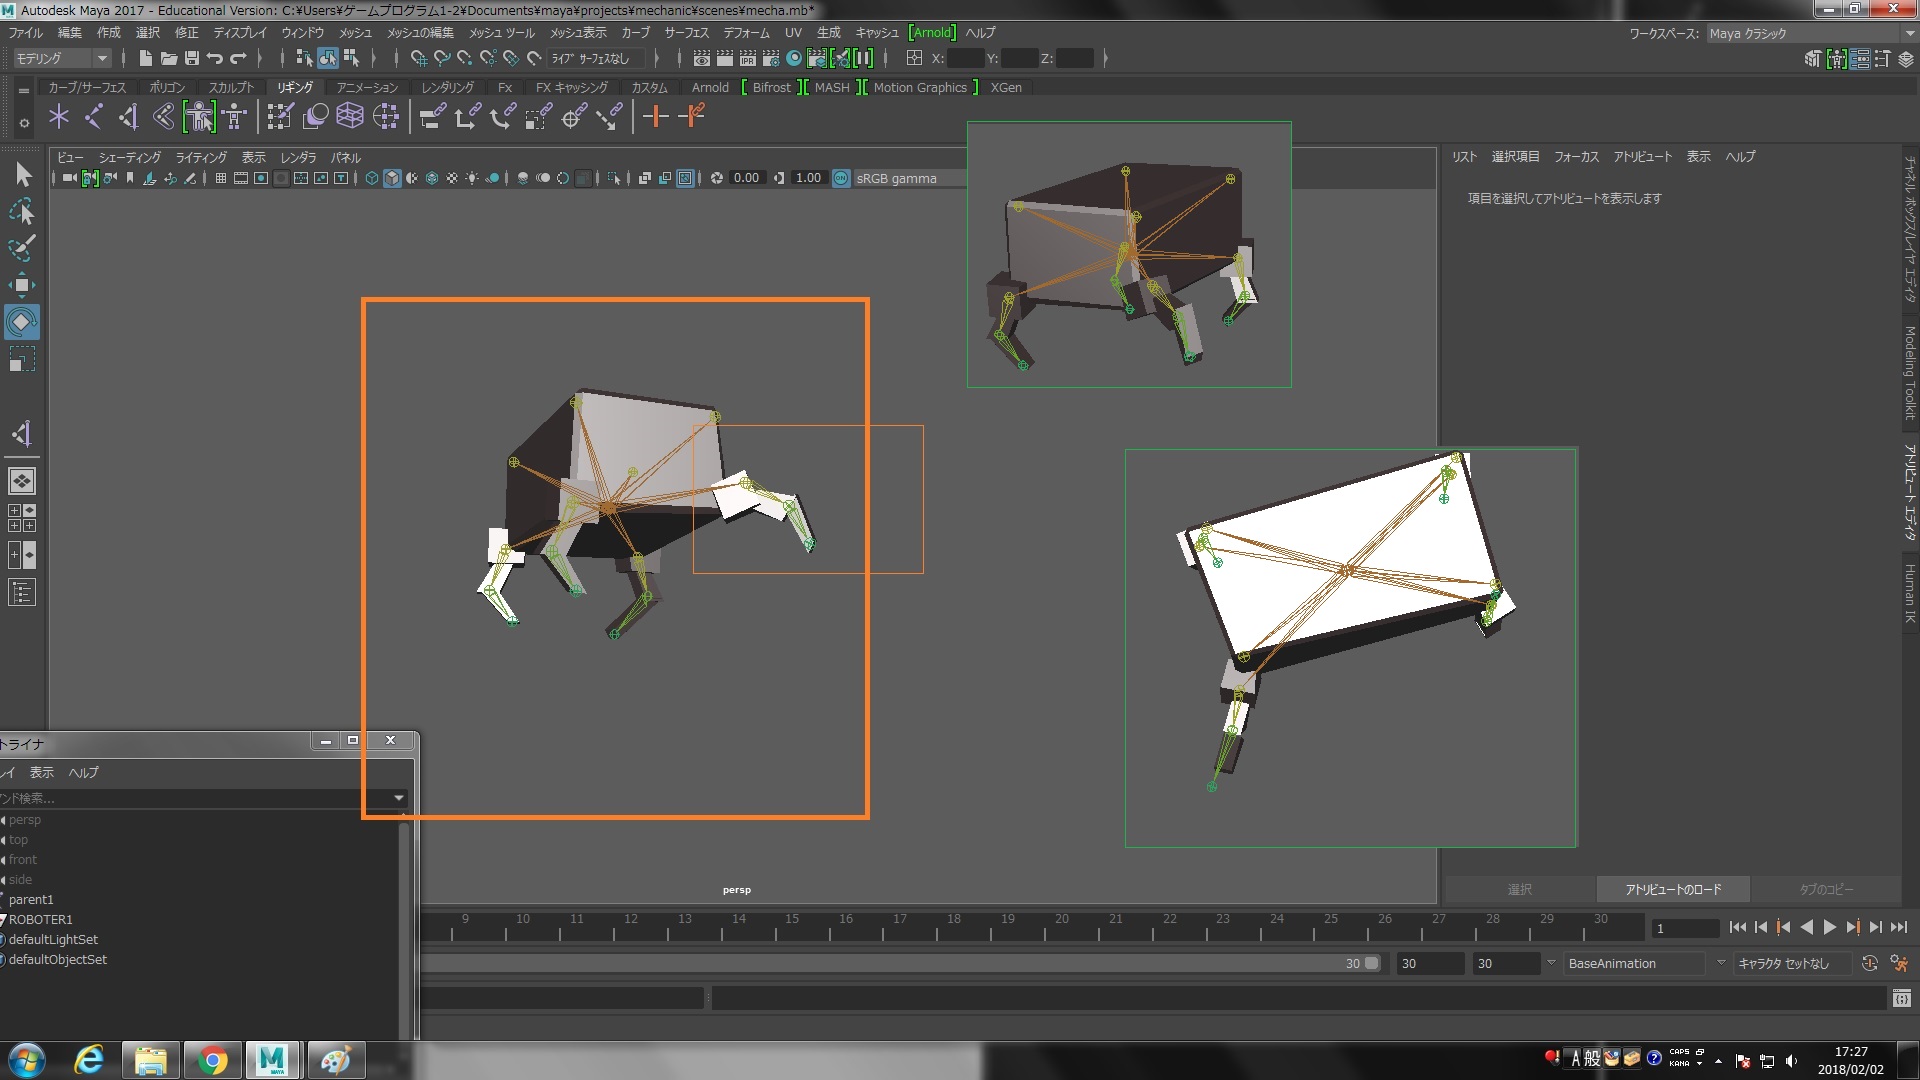 Autodesk Maya 2017 - Educational Version: C:¥Users¥ゲームプログラム1-2¥Documents¥maya¥projects¥mechanic¥scenes¥mecha.mb*
ファイル 編集 作成 選択 修正 ディスプレイ ウィンドウ メッシュ メッシュの編集 メッシュ ツール メッシュ表示 カーブ サーフェス デフォーム UV 生成 キャッシュ [Arnold] ヘルプ
ワークスペース: Maya クラシック
モデリング
ライブ サーフェスなし
X: Y: Z:
カーブ/サーフェス ポリゴン スカルプト リギング アニメーション レンダリング Fx FX キャッシング カスタム Arnold [ Bifrost ] [ MASH ] [ Motion Graphics ] XGen
ビュー シェーディング ライティング 表示 レンダラ パネル
0.00 1.00 ON sRGB gamma
リスト 選択項目 フォーカス アトリビュート 表示 ヘルプ
項目を選択してアトリビュートを表示します
チャネル ボックス/レイヤ エディタ
Modeling Toolkit
アトリビュート エディタ
Human IK
トライナ
レイ 表示 ヘルプ
ンド検索...
persp
top
front
side
parent1
ROBOTER1
defaultLightSet
defaultObjectSet
persp
選択 アトリビュートのロード タブのコピー
9 10 11 12 13 14 15 16 17 18 19 20 21 22 23 24 25 26 27 28 29 30
1
30 30 30 BaseAnimation キャラクタ セットなし
MAYA
A 般 CAPS KANA
17:27
2018/02/02